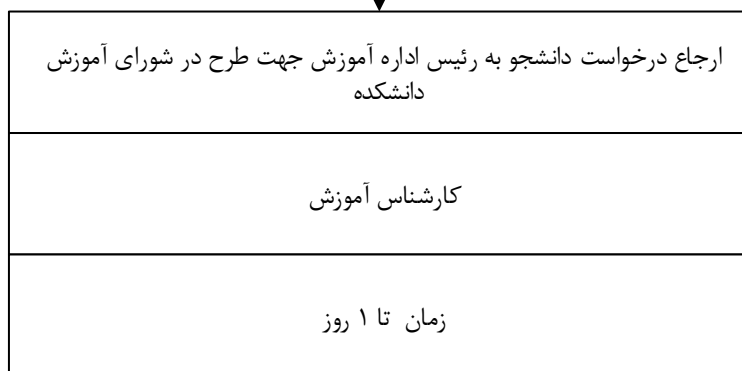 ارجاع درخواست دانشجو به رئیس اداره آموزش جهت طرح در شورای آموزش
دانشکده
کارشناس آموزش
زمان تا ۱ روز